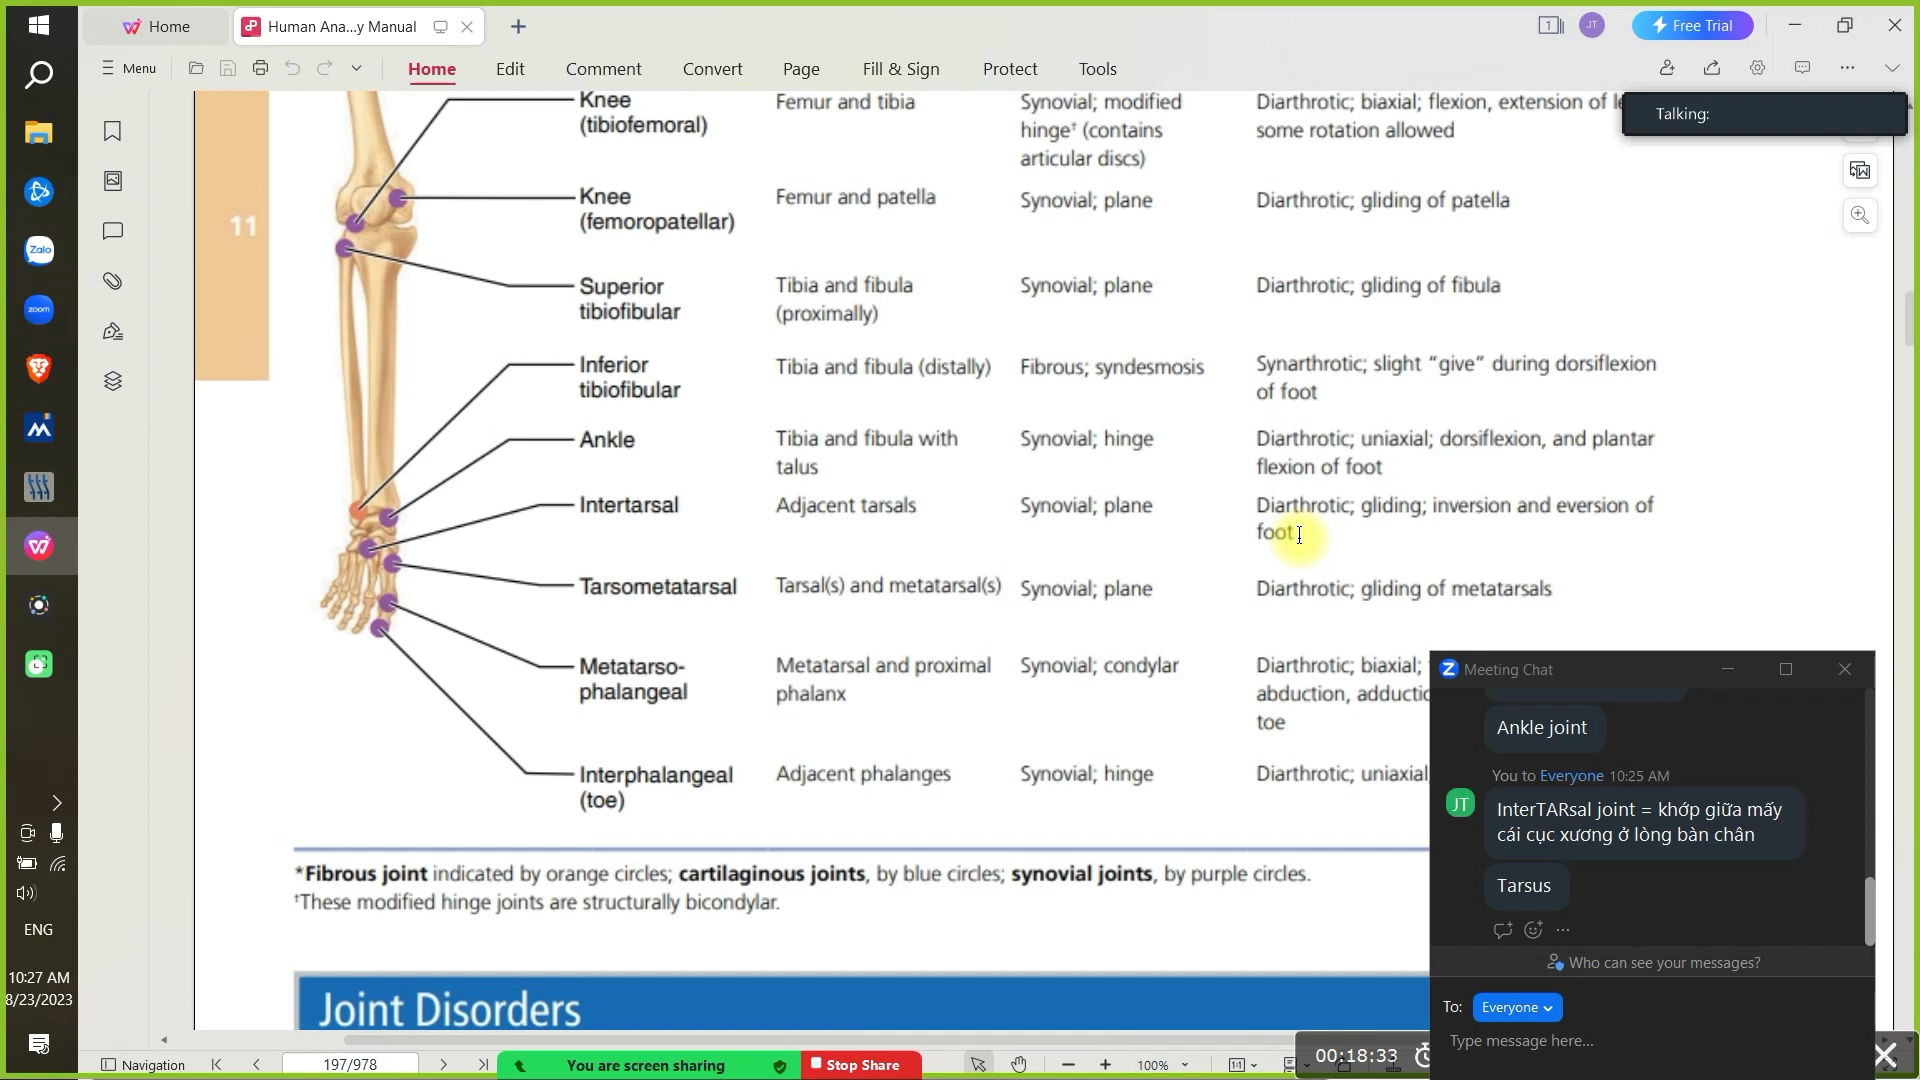 Home
Human Ana...y Manual
1
JT
Free Trial
Menu
Home
Edit
Comment
Convert
Page
Fill & Sign
Protect
Tools
Talking:
11
Knee
(tibiofemoral)
Femur and tibia
Synovial; modified
hinge† (contains
articular discs)
Diarthrotic; biaxial; flexion, extension of
some rotation allowed
Knee
(femoropatellar)
Femur and patella
Synovial; plane
Diarthrotic; gliding of patella
Superior
tibiofibular
Tibia and fibula
(proximally)
Synovial; plane
Diarthrotic; gliding of fibula
Inferior
tibiofibular
Tibia and fibula (distally)
Fibrous; syndesmosis
Synarthrotic; slight “give” during dorsiflexion
of foot
Ankle
Tibia and fibula with
talus
Synovial; hinge
Diarthrotic; uniaxial; dorsiflexion, and plantar
flexion of foot
Intertarsal
Adjacent tarsals
Synovial; plane
Diarthrotic; gliding; inversion and eversion of
foot
Tarsometatarsal
Tarsal(s) and metatarsal(s)
Synovial; plane
Diarthrotic; gliding of metatarsals
Metatarso-
phalangeal
Metatarsal and proximal
phalanx
Synovial; condylar
Diarthrotic; biaxial;
abduction, adductio
toe
Interphalangeal
(toe)
Adjacent phalanges
Synovial; hinge
Diarthrotic; uniaxial
*Fibrous joint indicated by orange circles; cartilaginous joints, by blue circles; synovial joints, by purple circles.
†These modified hinge joints are structurally bicondylar.
Joint Disorders
Meeting Chat
Ankle joint
You to Everyone 10:25 AM
JT
InterTARsal joint = khớp giữa mấy
cái cục xương ở lòng bàn chân
Tarsus
Who can see your messages?
To:
Everyone
Type message here...
Zalo
zoom
ENG
10:27 AM
8/23/2023
Navigation
197/978
You are screen sharing
Stop Share
100%
00:18:33